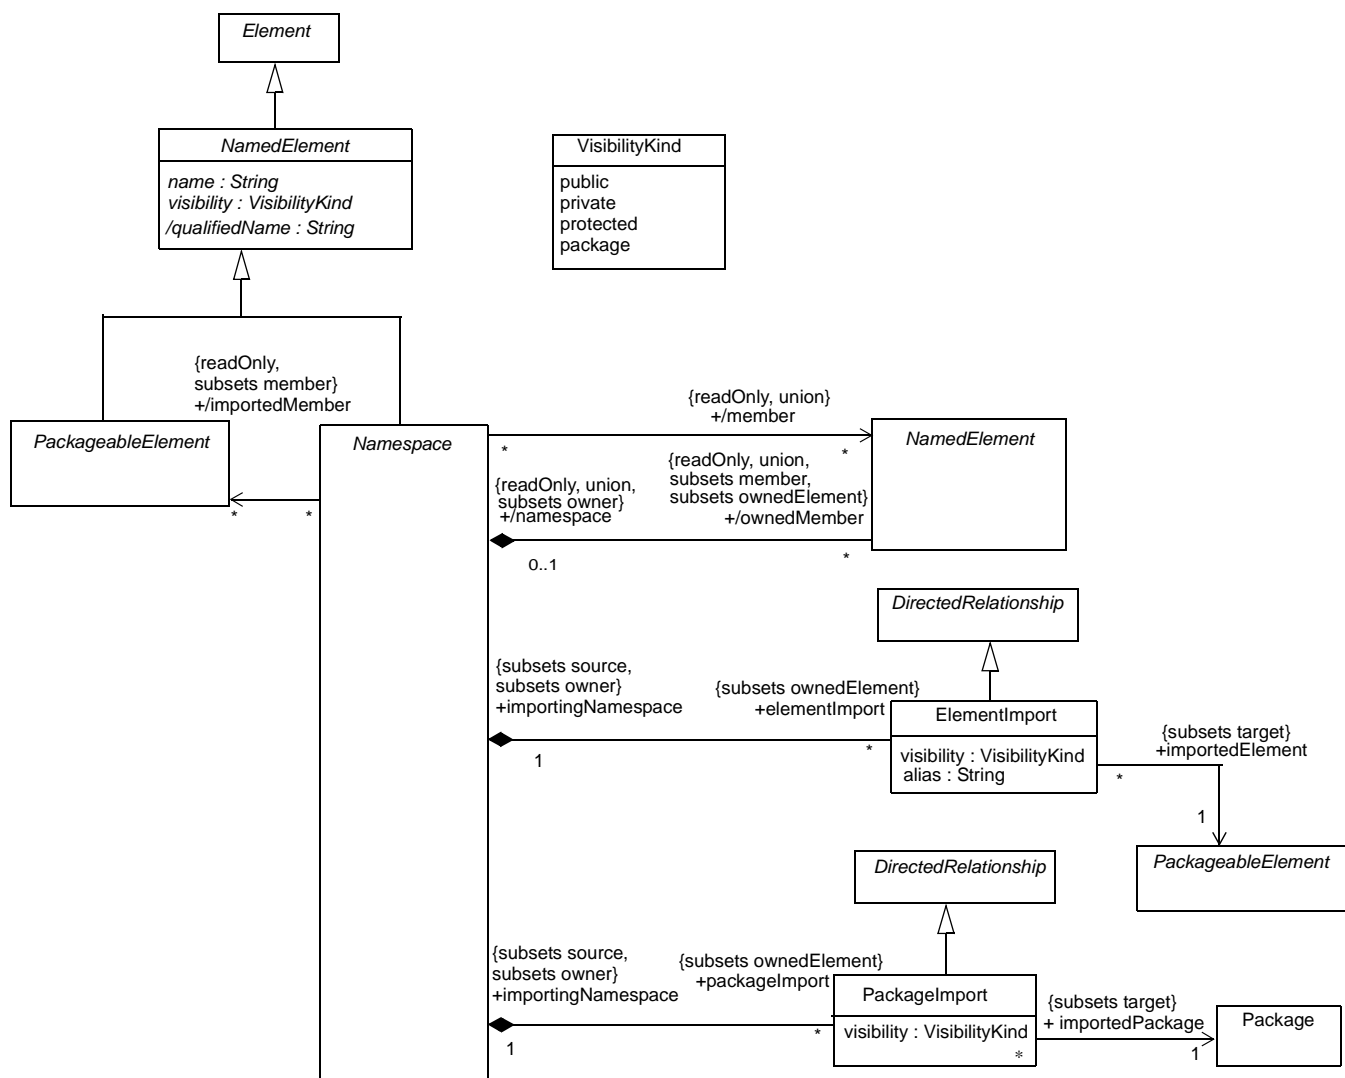 Element
NamedElement
name : String
visibility : VisibilityKind
/qualifiedName : String
VisibilityKind
public
private
protected
package
{readOnly,
subsets member}
+/importedMember
PackageableElement
*
*
Namespace
{readOnly, union}
+/member
*
*
NamedElement
{readOnly, union,
subsets owner}
+/namespace
0..1
{readOnly, union,
subsets member,
subsets ownedElement}
+/ownedMember
*
DirectedRelationship
{subsets source,
subsets owner}
+importingNamespace
1
{subsets ownedElement}
+elementImport
*
ElementImport
visibility : VisibilityKind
alias : String
{subsets target}
+importedElement
*
1
PackageableElement
DirectedRelationship
{subsets source,
subsets owner}
+importingNamespace
1
{subsets ownedElement}
+packageImport
*
PackageImport
visibility : VisibilityKind
*
{subsets target}
+ importedPackage
1
Package